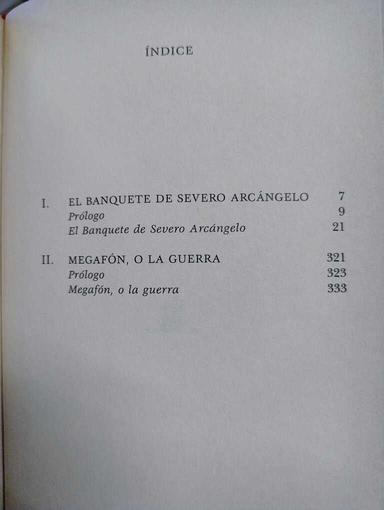 ÍNDICE
I. EL BANQUETE DE SEVERO ARCÁNGELO 7
Prólogo 9
El Banquete de Severo Arcángelo 21
II. MEGAFÓN, O LA GUERRA 321
Prólogo 323
Megafón, o la guerra 333